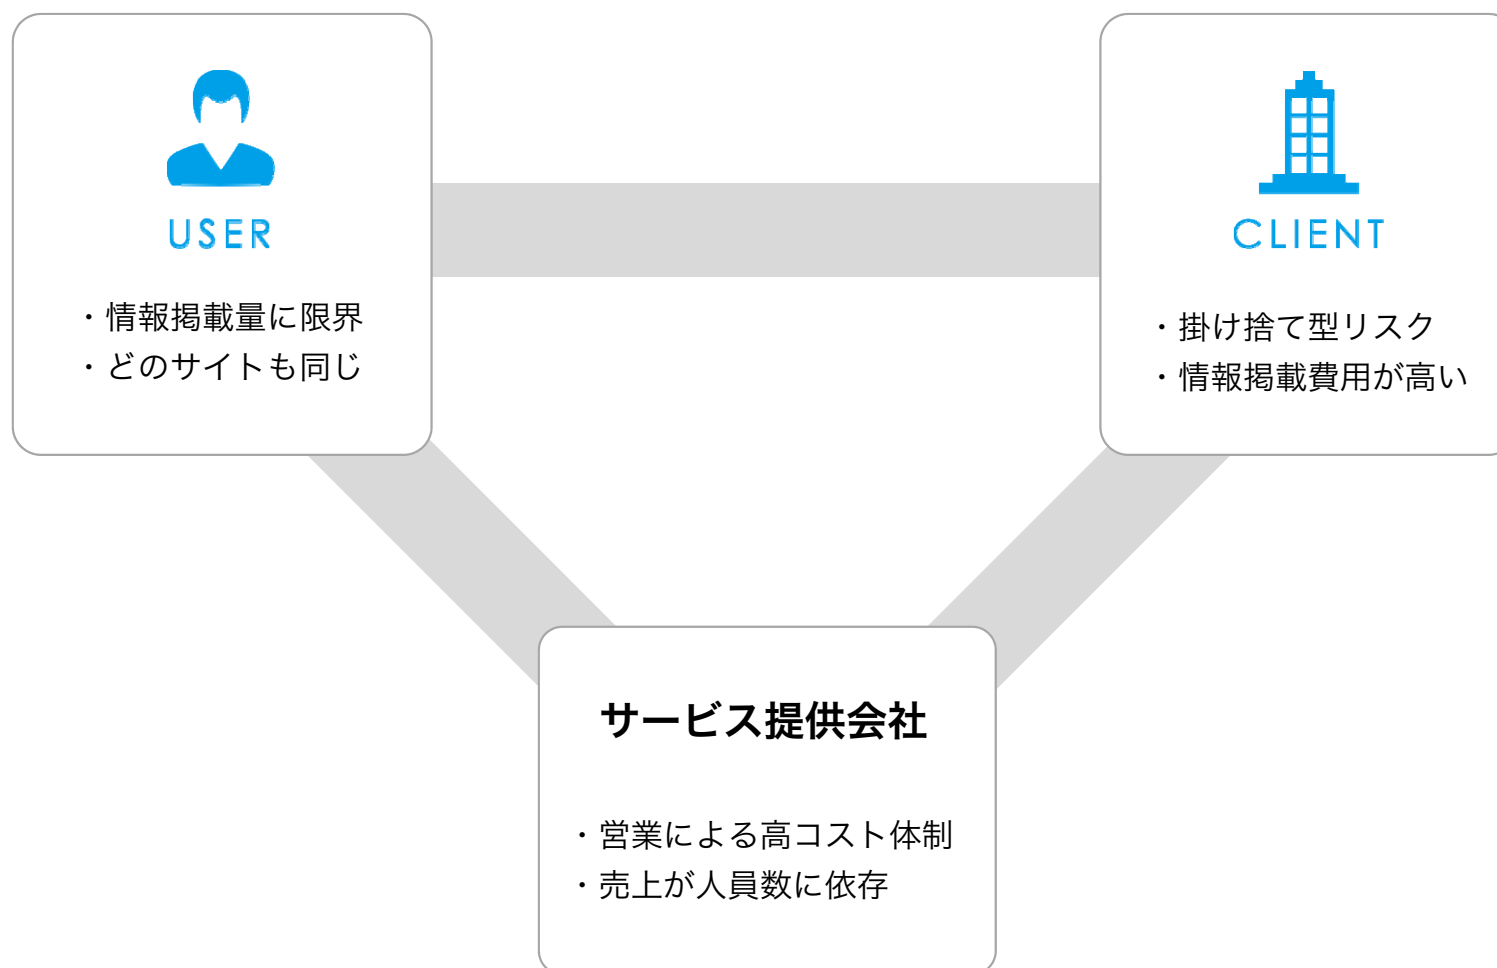 USER
・情報掲載量に限界
・どのサイトも同じ
CLIENT
・掛け捨て型リスク
・情報掲載費用が高い
サービス提供会社
・営業による高コスト体制
・売上が人員数に依存